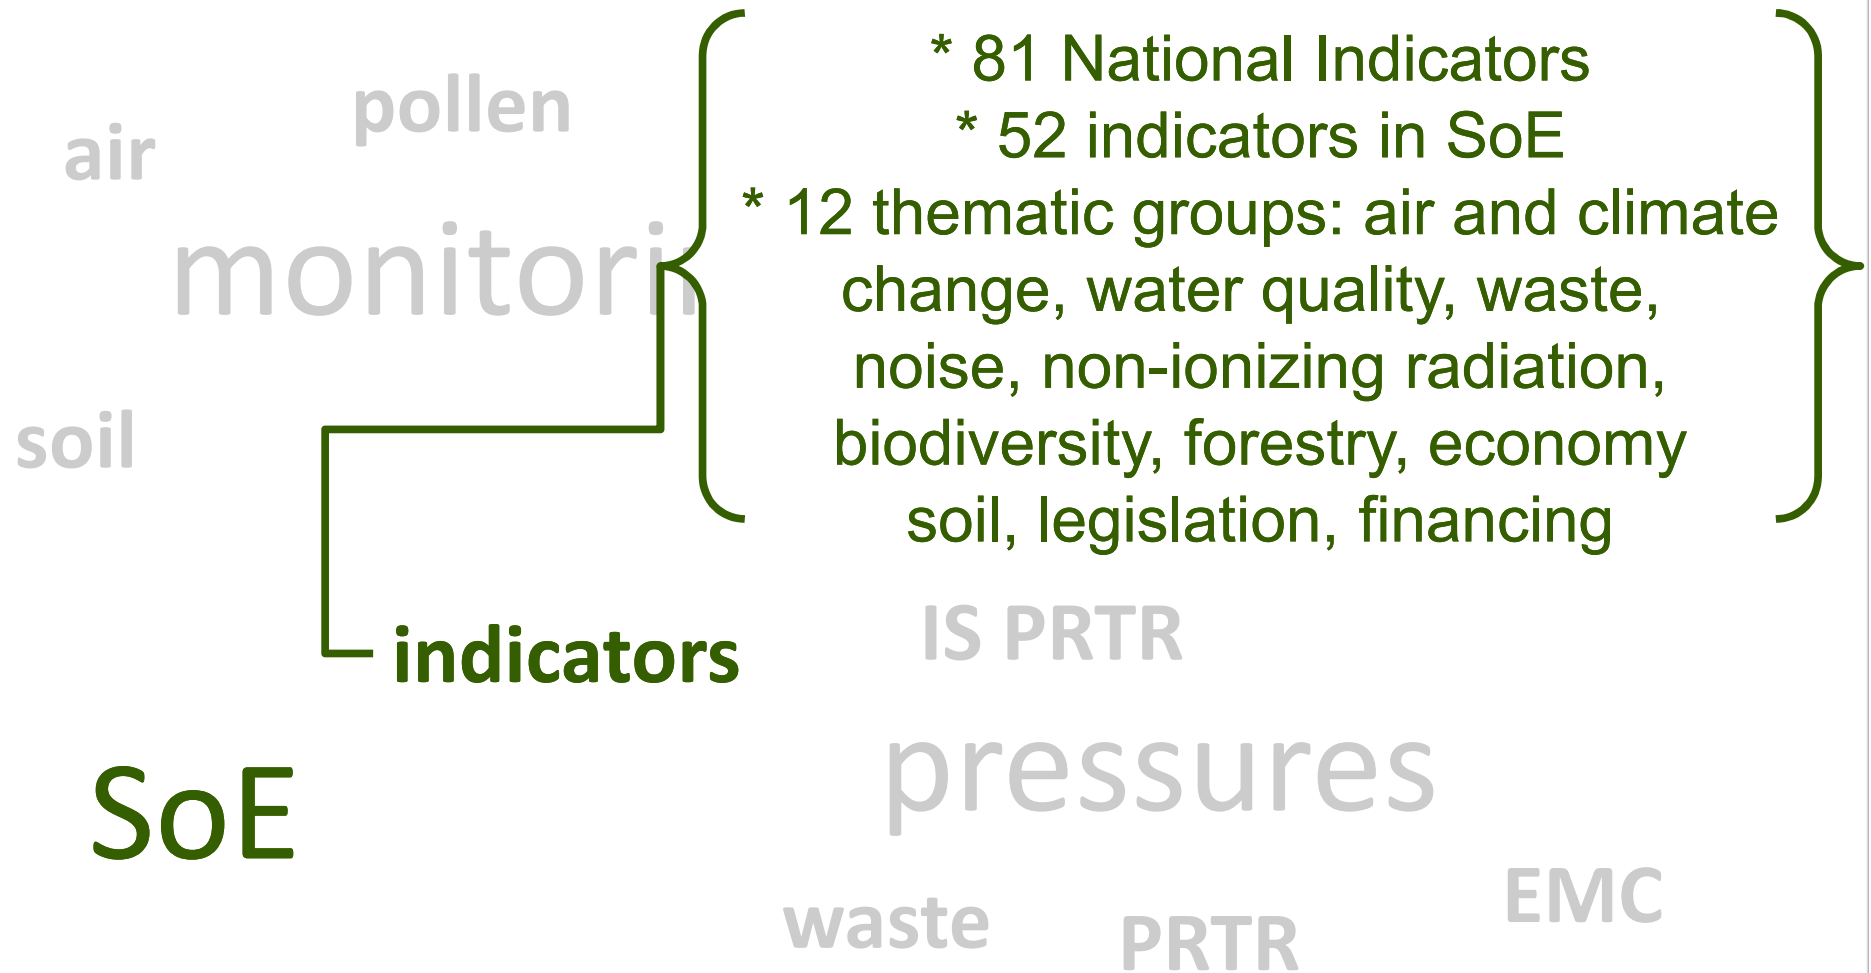 * 81 National Indicators
pollen
* 52 indicators in SoE
air
* 12 thematic groups: air and climate
monitori
change, water quality, waste,
noise, non-ionizing radiation,
soil
biodiversity, forestry, economy
soil, legislation, financing
IS PRTR
indicators
pressures
SoE
EMC
waste
PRTR